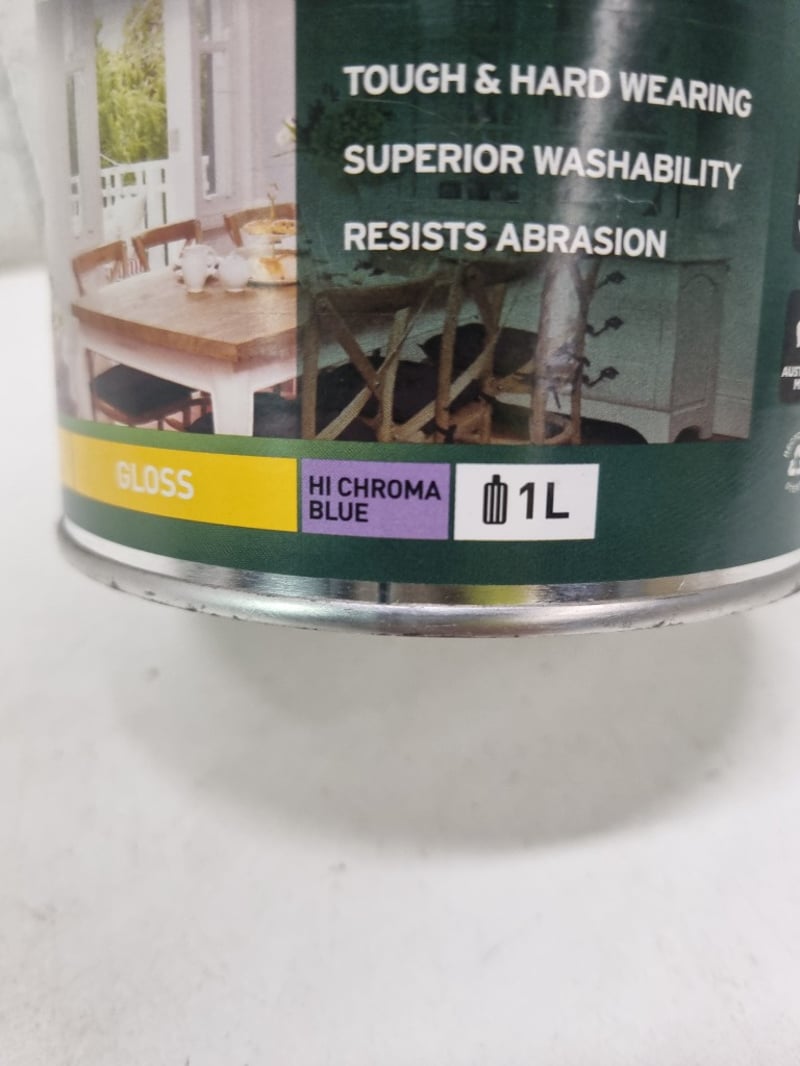 TOUGH & HARD WEARING
SUPERIOR WASHABILITY
RESISTS ABRASION
GLOSS
HI CHROMA
BLUE
1L